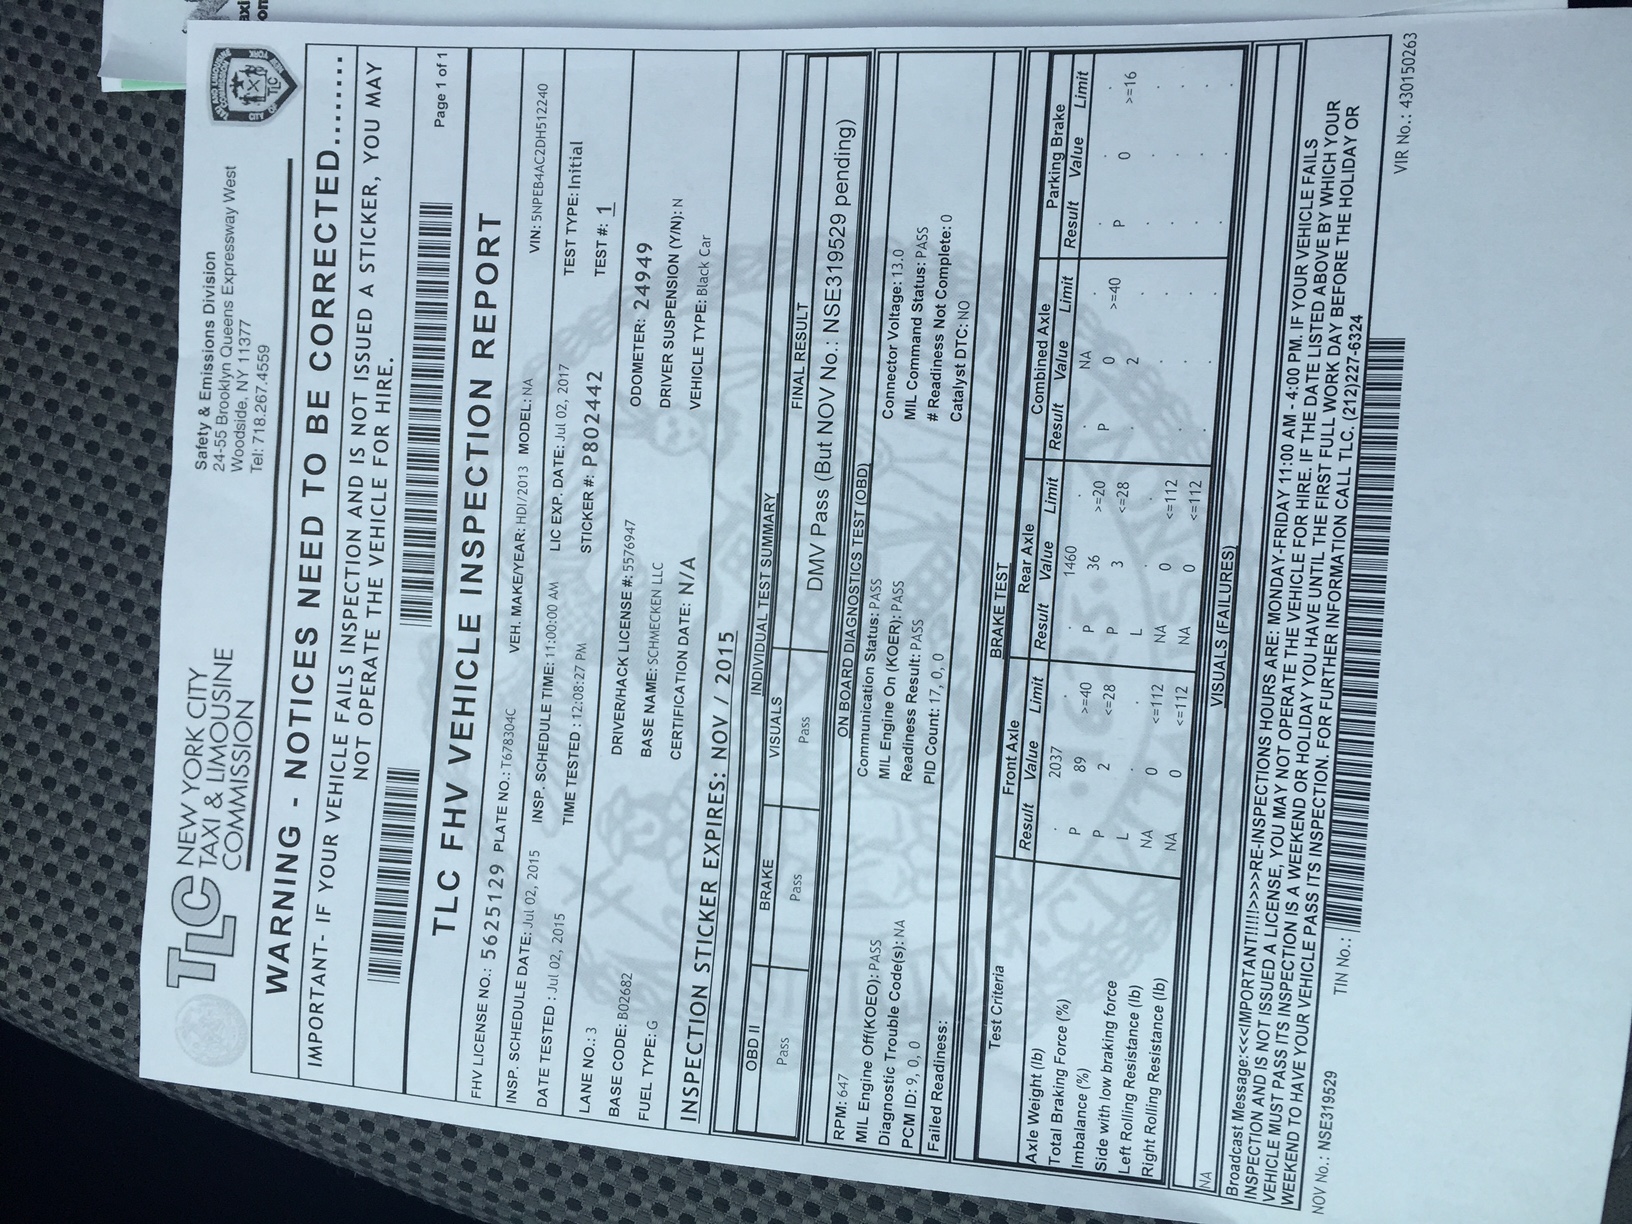 TLC NEW YORK CITY
TAXI & LIMOUSINE
COMMISSION
Safety & Emissions Division
24-55 Brooklyn Queens Expressway West
Woodside, NY 11377
Tel: 718.267.4559
TAXI AND LIMOUSINE COMMISSION
TLC
CITY OF NEW YORK
WARNING - NOTICES NEED TO BE CORRECTED........
IMPORTANT- IF YOUR VEHICLE FAILS INSPECTION AND IS NOT ISSUED A STICKER, YOU MAY
NOT OPERATE THE VEHICLE FOR HIRE.
Page 1 of 1
TLC FHV VEHICLE INSPECTION REPORT
FHV LICENSE NO.: 5625129 PLATE NO.: T678304C VEH. MAKE/YEAR: HDI/2013 MODEL: NA VIN: 5NPEB4AC2DH512240
INSP. SCHEDULE DATE: Jul 02, 2015 INSP. SCHEDULE TIME: 11:00:00 AM LIC EXP. DATE: Jul 02, 2017 TEST TYPE: Initial
DATE TESTED : Jul 02, 2015 TIME TESTED : 12:08:27 PM STICKER #: P802442 TEST #: 1
LANE NO.: 3 DRIVER/HACK LICENSE #: 5576947 ODOMETER: 24949
BASE CODE: B02682 BASE NAME: SCHMECKEN LLC DRIVER SUSPENSION (Y/N): N
FUEL TYPE: G CERTIFICATION DATE: N/A VEHICLE TYPE: Black Car
INSPECTION STICKER EXPIRES: NOV / 2015
INDIVIDUAL TEST SUMMARY
OBD II BRAKE VISUALS FINAL RESULT
Pass Pass Pass DMV Pass (But NOV No.: NSE319529 pending)
ON BOARD DIAGNOSTICS TEST (OBD)
RPM: 647 Communication Status: PASS Connector Voltage: 13.0
MIL Engine Off(KOEO): PASS MIL Engine On (KOER): PASS MIL Command Status: PASS
Diagnostic Trouble Code(s): NA Readiness Result: PASS # Readiness Not Complete: 0
PCM ID: 9, 0, 0 PID Count: 17, 0, 0 Catalyst DTC: NO
Failed Readiness:
BRAKE TEST
Test Criteria Front Axle Rear Axle Combined Axle Parking Brake
Result Value Limit Result Value Limit Result Value Limit Result Value Limit
Axle Weight (lb) . 2037 . . 1460 . . NA . . . .
Total Braking Force (%) P 89 >=40 P 36 >=20 P 0 >=40 P 0 >=16
Imbalance (%) P 2 <=28 P 3 <=28 . 2 . . . .
Side with low braking force L . . L . . . . . . . .
Left Rolling Resistance (lb) NA 0 <=112 NA 0 <=112 . . . . . .
Right Rolling Resistance (lb) NA 0 <=112 NA 0 <=112 . . . . . .
VISUALS (FAILURES)
NA
Broadcast Message:<<<IMPORTANT!!!!!>>>>RE-INSPECTIONS HOURS ARE: MONDAY-FRIDAY 11:00 AM - 4:00 PM. IF YOUR VEHICLE FAILS
INSPECTION AND IS NOT ISSUED A LICENSE, YOU MAY NOT OPERATE THE VEHICLE FOR HIRE. IF THE DATE LISTED ABOVE BY WHICH YOUR
VEHICLE MUST PASS ITS INSPECTION IS A WEEKEND OR HOLIDAY YOU HAVE UNTIL THE FIRST FULL WORK DAY BEFORE THE HOLIDAY OR
WEEKEND TO HAVE YOUR VEHICLE PASS ITS INSPECTION. FOR FURTHER INFORMATION CALL TLC. (212)227-6324
NOV No.: NSE319529 TIN No.: VIR No.: 430150263